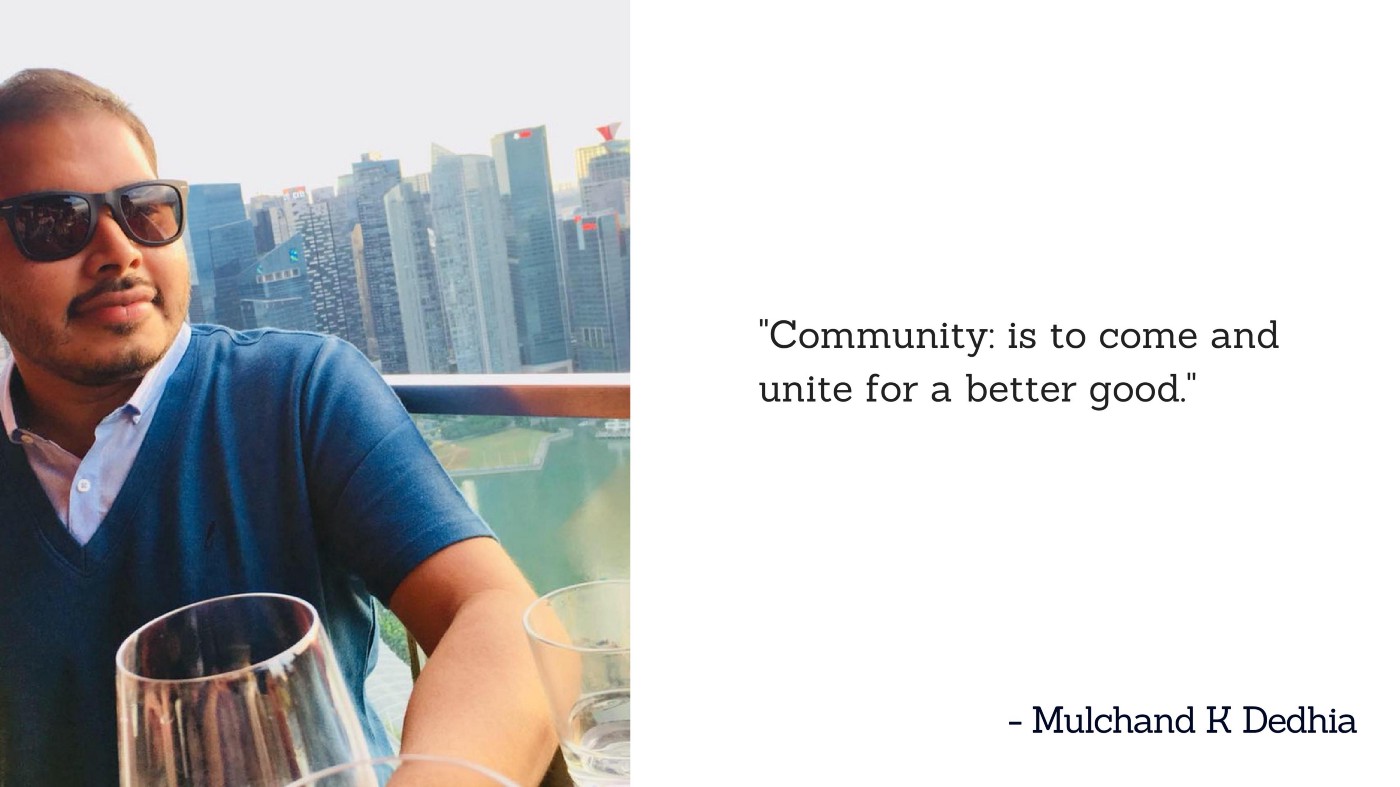 "Community: is to come and
unite for a better good."
- Mulchand K Dedhia